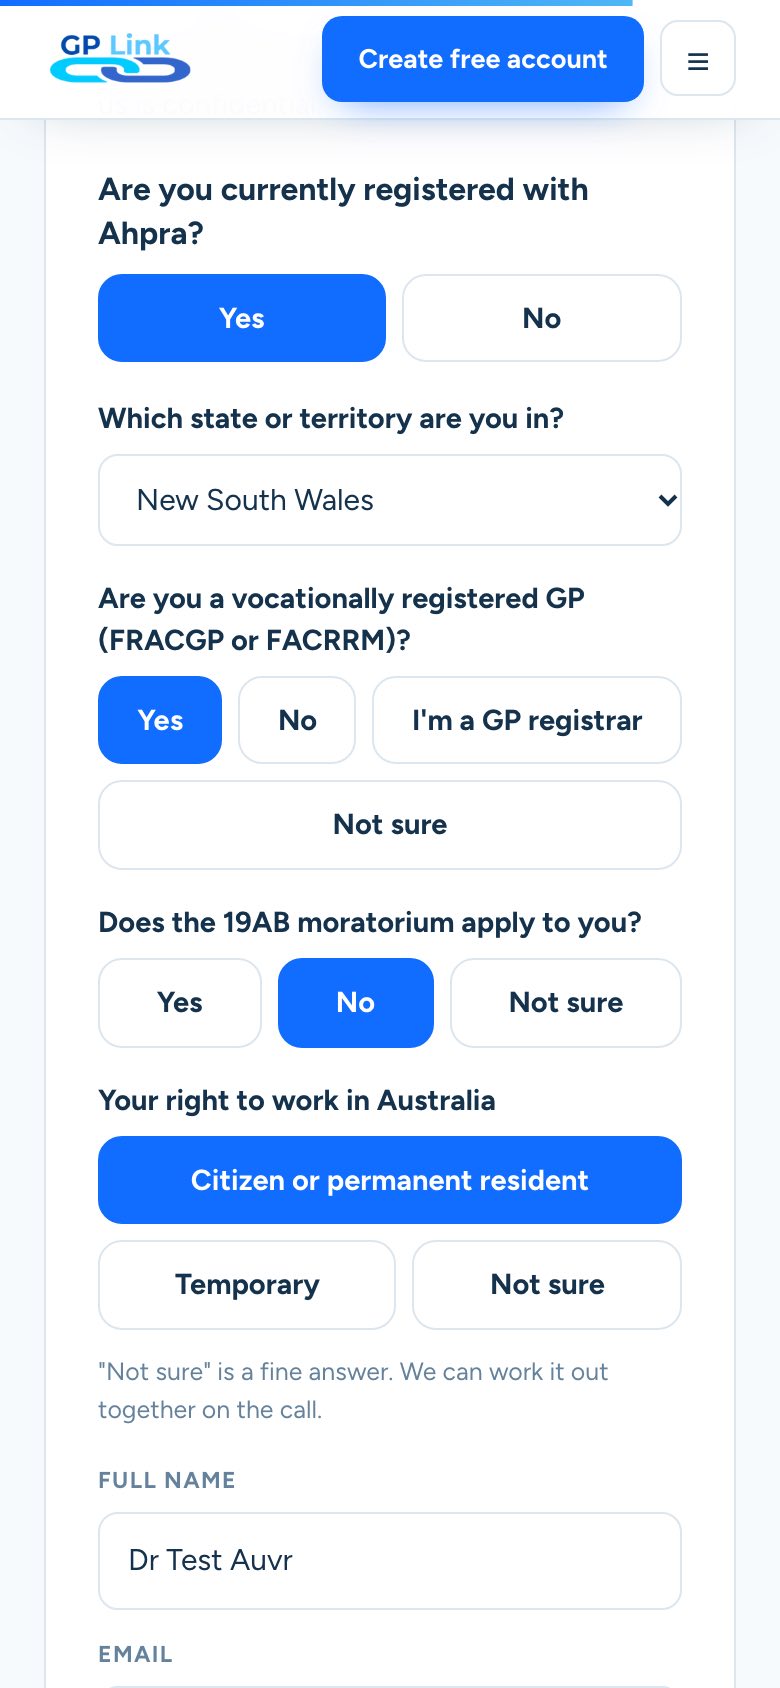 GP Link
Create free account
us is confidential
Are you currently registered with
Ahpra?
Yes
No
Which state or territory are you in?
New South Wales
Are you a vocationally registered GP
(FRACGP or FACRRM)?
Yes
No
I'm a GP registrar
Not sure
Does the 19AB moratorium apply to you?
Yes
No
Not sure
Your right to work in Australia
Citizen or permanent resident
Temporary
Not sure
"Not sure" is a fine answer. We can work it out
together on the call.
FULL NAME
Dr Test Auvr
EMAIL